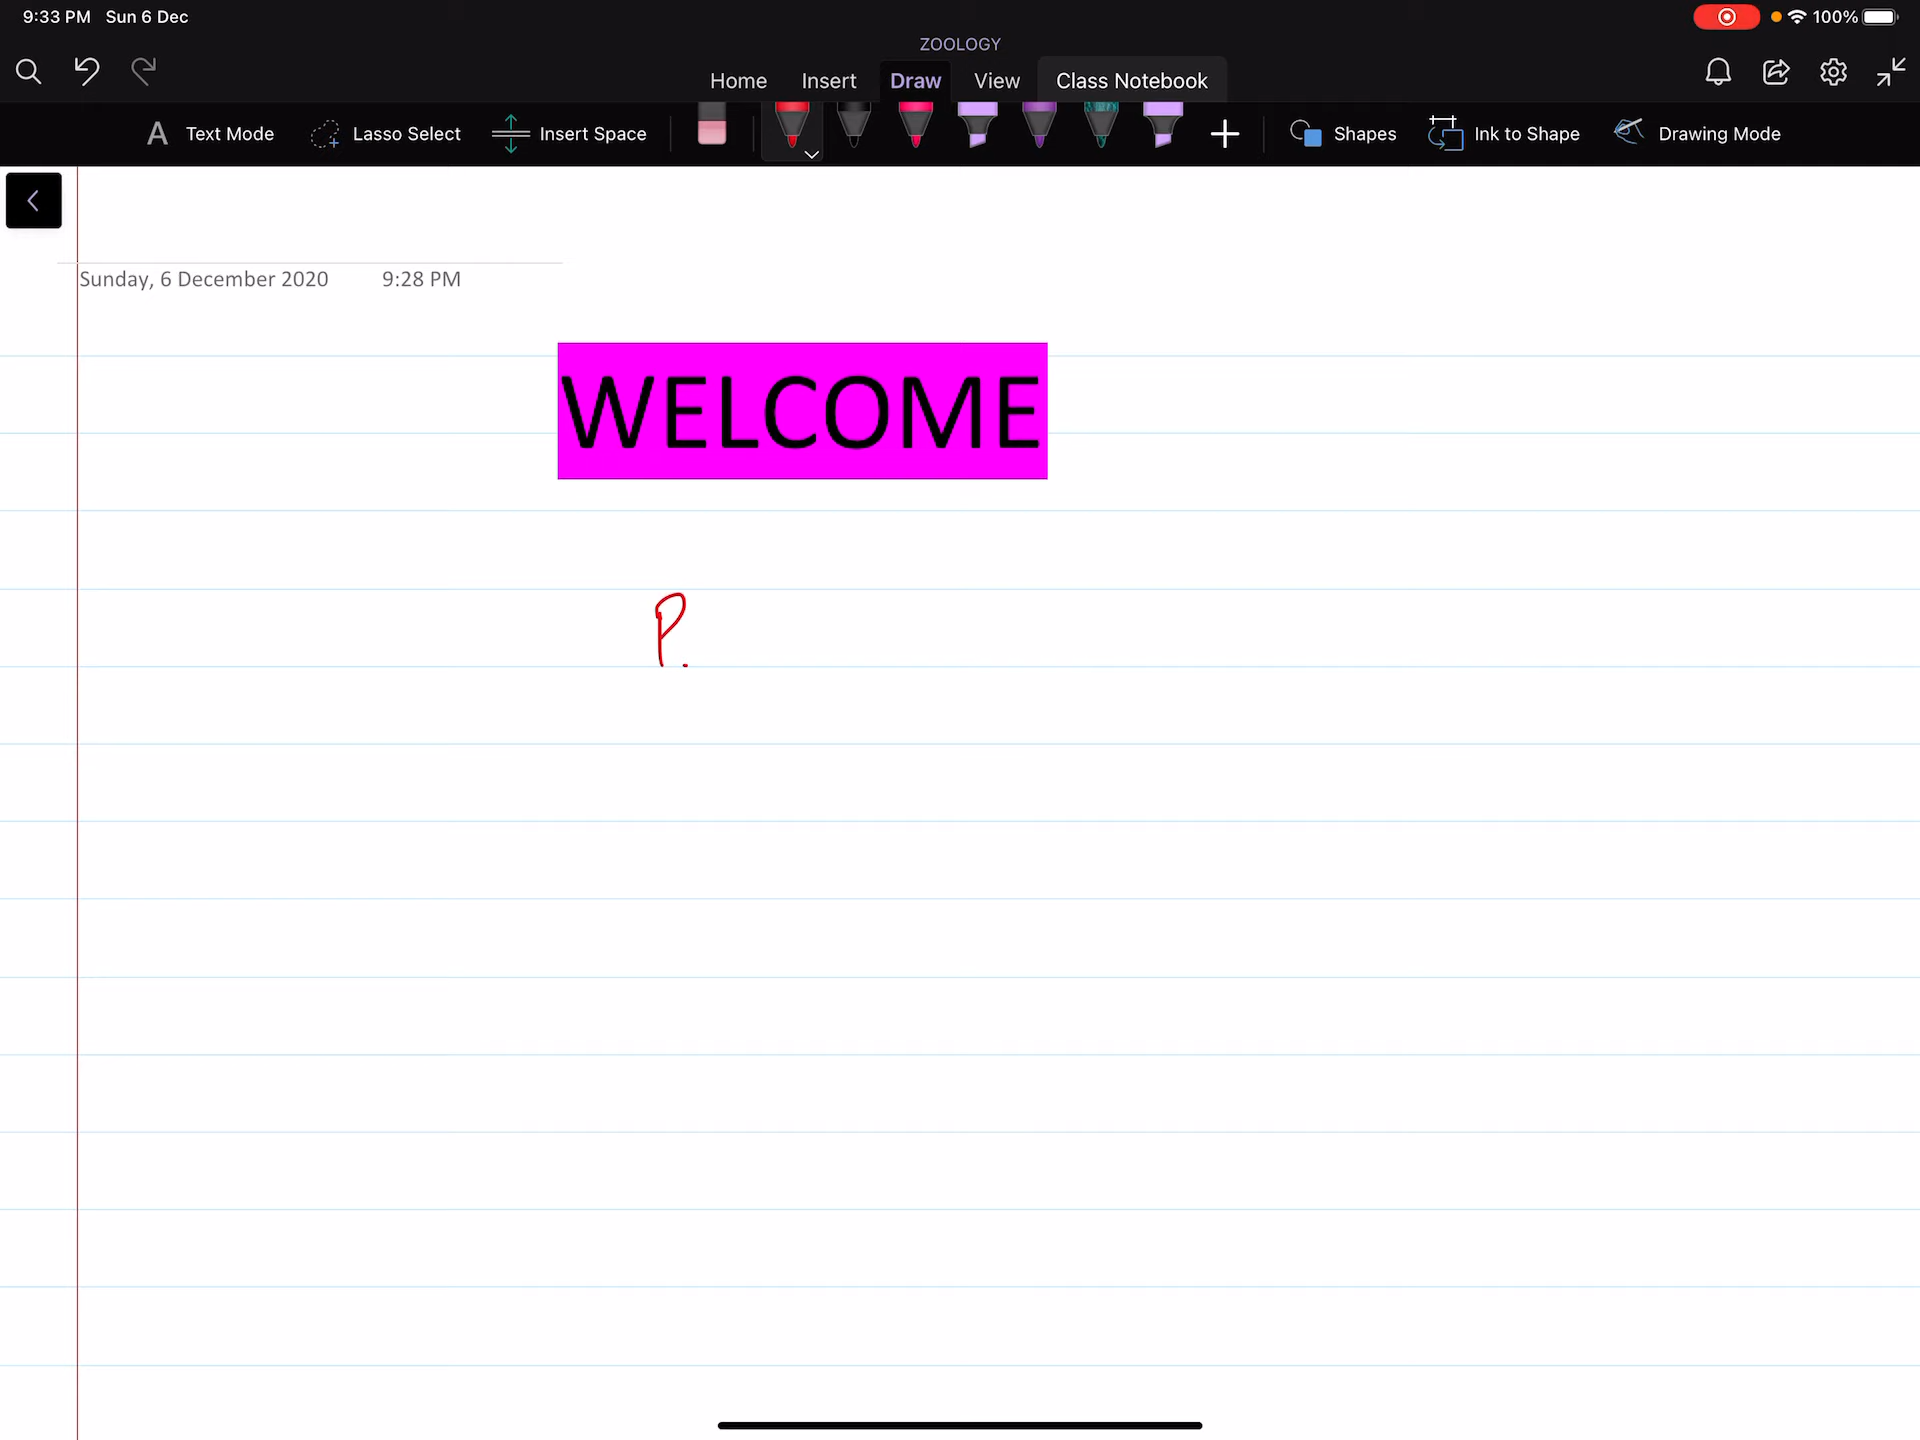 9:33 PM Sun 6 Dec 100%
ZOOLOGY
Home Insert Draw View Class Notebook
A Text Mode Lasso Select Insert Space Shapes Ink to Shape Drawing Mode
Sunday, 6 December 2020 9:28 PM
WELCOME
P.